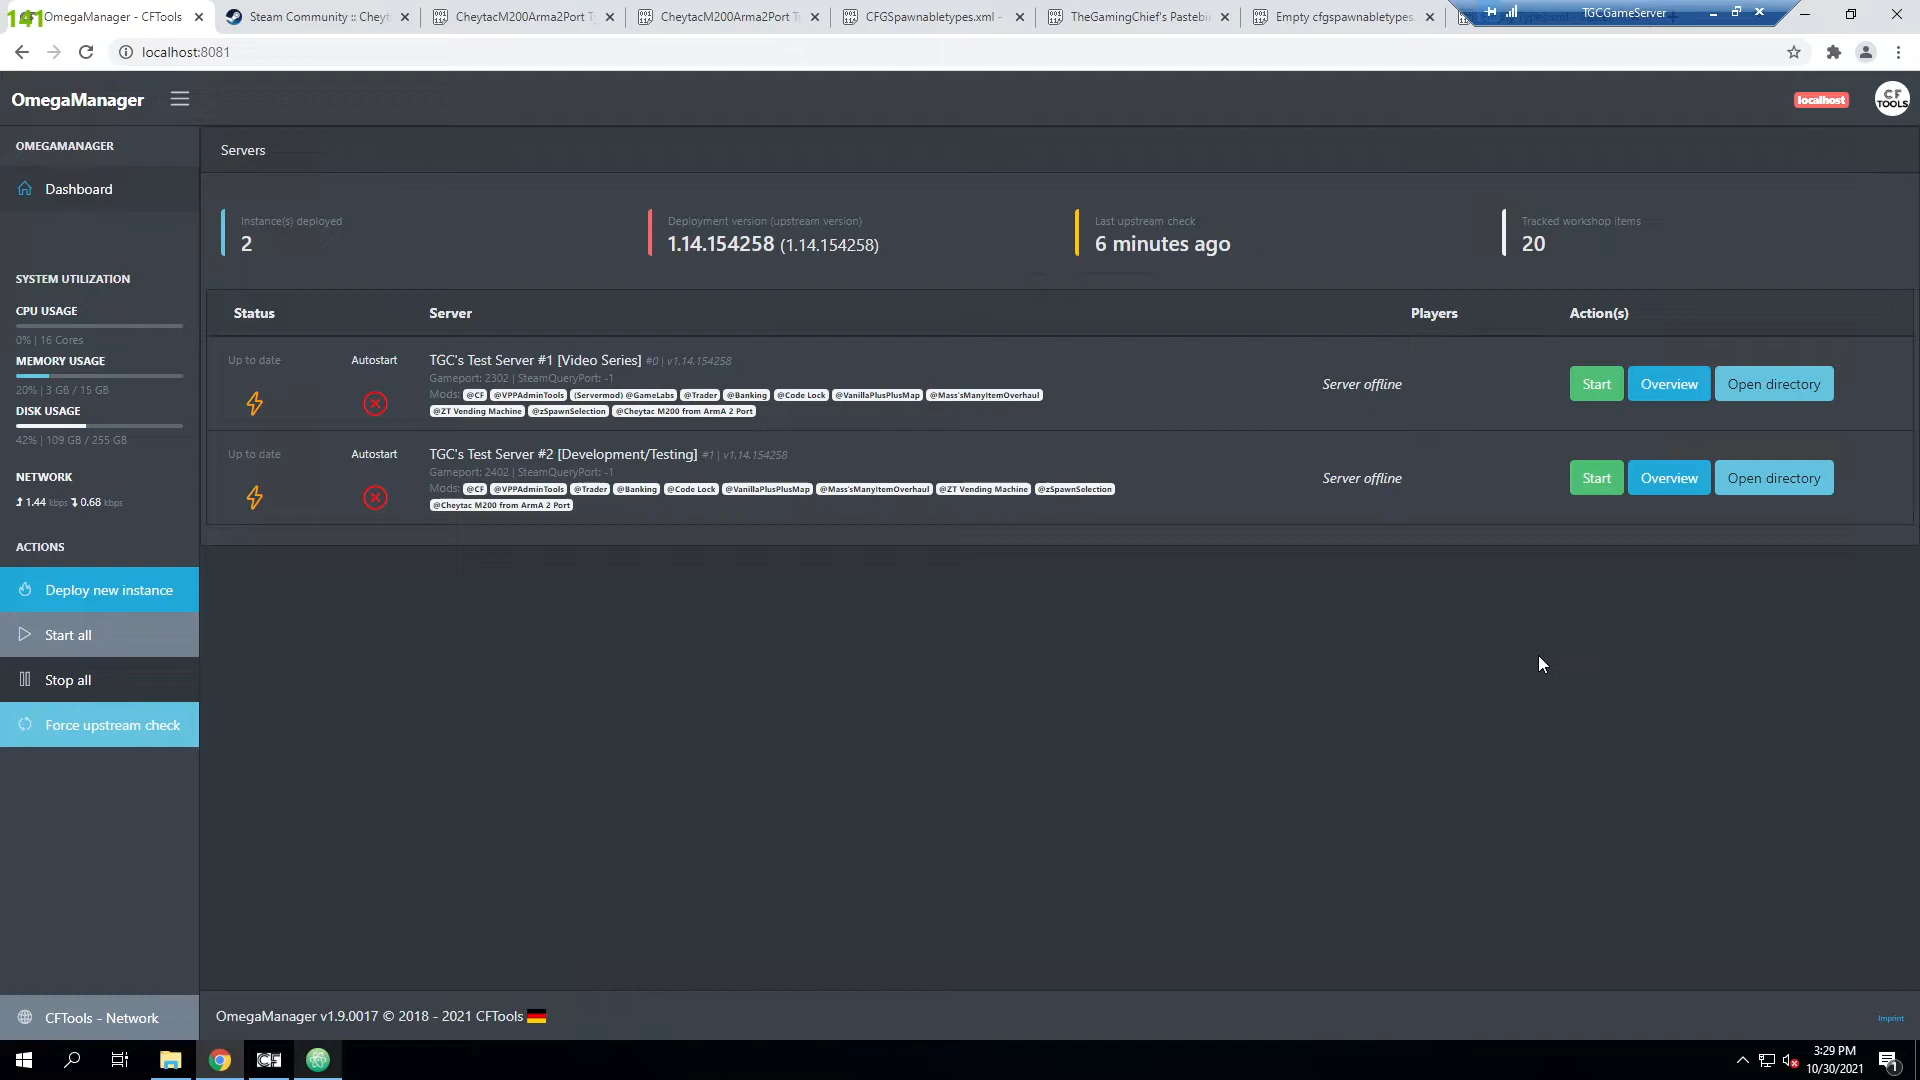 141
OmegaManager - CFTools
Steam Community :: Cheyt
CheytacM200Arma2Port T
CheytacM200Arma2Port Tr
CFGSpawnabletypes.xml -
TheGamingChief's Pastebi
Empty cfgspawnabletypes.
TGCGameServer
localhost:8081
OmegaManager
localhost
CF
TOOLS
OMEGAMANAGER
Servers
Dashboard
Instance(s) deployed
2
Deployment version (upstream version)
1.14.154258 (1.14.154258)
Last upstream check
6 minutes ago
Tracked workshop items
20
SYSTEM UTILIZATION
CPU USAGE
0% | 16 Cores
MEMORY USAGE
20% | 3 GB / 15 GB
DISK USAGE
42% | 109 GB / 255 GB
NETWORK
1.44 kbps 0.68 kbps
Status
Server
Players
Action(s)
Up to date
Autostart
TGC's Test Server #1 [Video Series] #0 | v1.14.154258
Gameport: 2302 | SteamQueryPort: -1
Mods: @CF @VPPAdminTools (Servermod) @GameLabs @Trader @Banking @Code Lock @VanillaPlusPlusMap @Mass'sManyItemOverhaul
@ZT Vending Machine @zSpawnSelection @Cheytac M200 from ArmA 2 Port
Server offline
Start
Overview
Open directory
Up to date
Autostart
TGC's Test Server #2 [Development/Testing] #1 | v1.14.154258
Gameport: 2402 | SteamQueryPort: -1
Mods: @CF @VPPAdminTools @Trader @Banking @Code Lock @VanillaPlusPlusMap @Mass'sManyItemOverhaul @ZT Vending Machine @zSpawnSelection
@Cheytac M200 from ArmA 2 Port
Server offline
Start
Overview
Open directory
ACTIONS
Deploy new instance
Start all
Stop all
Force upstream check
CFTools - Network
OmegaManager v1.9.0017 © 2018 - 2021 CFTools
Imprint
CF
3:29 PM
10/30/2021
1